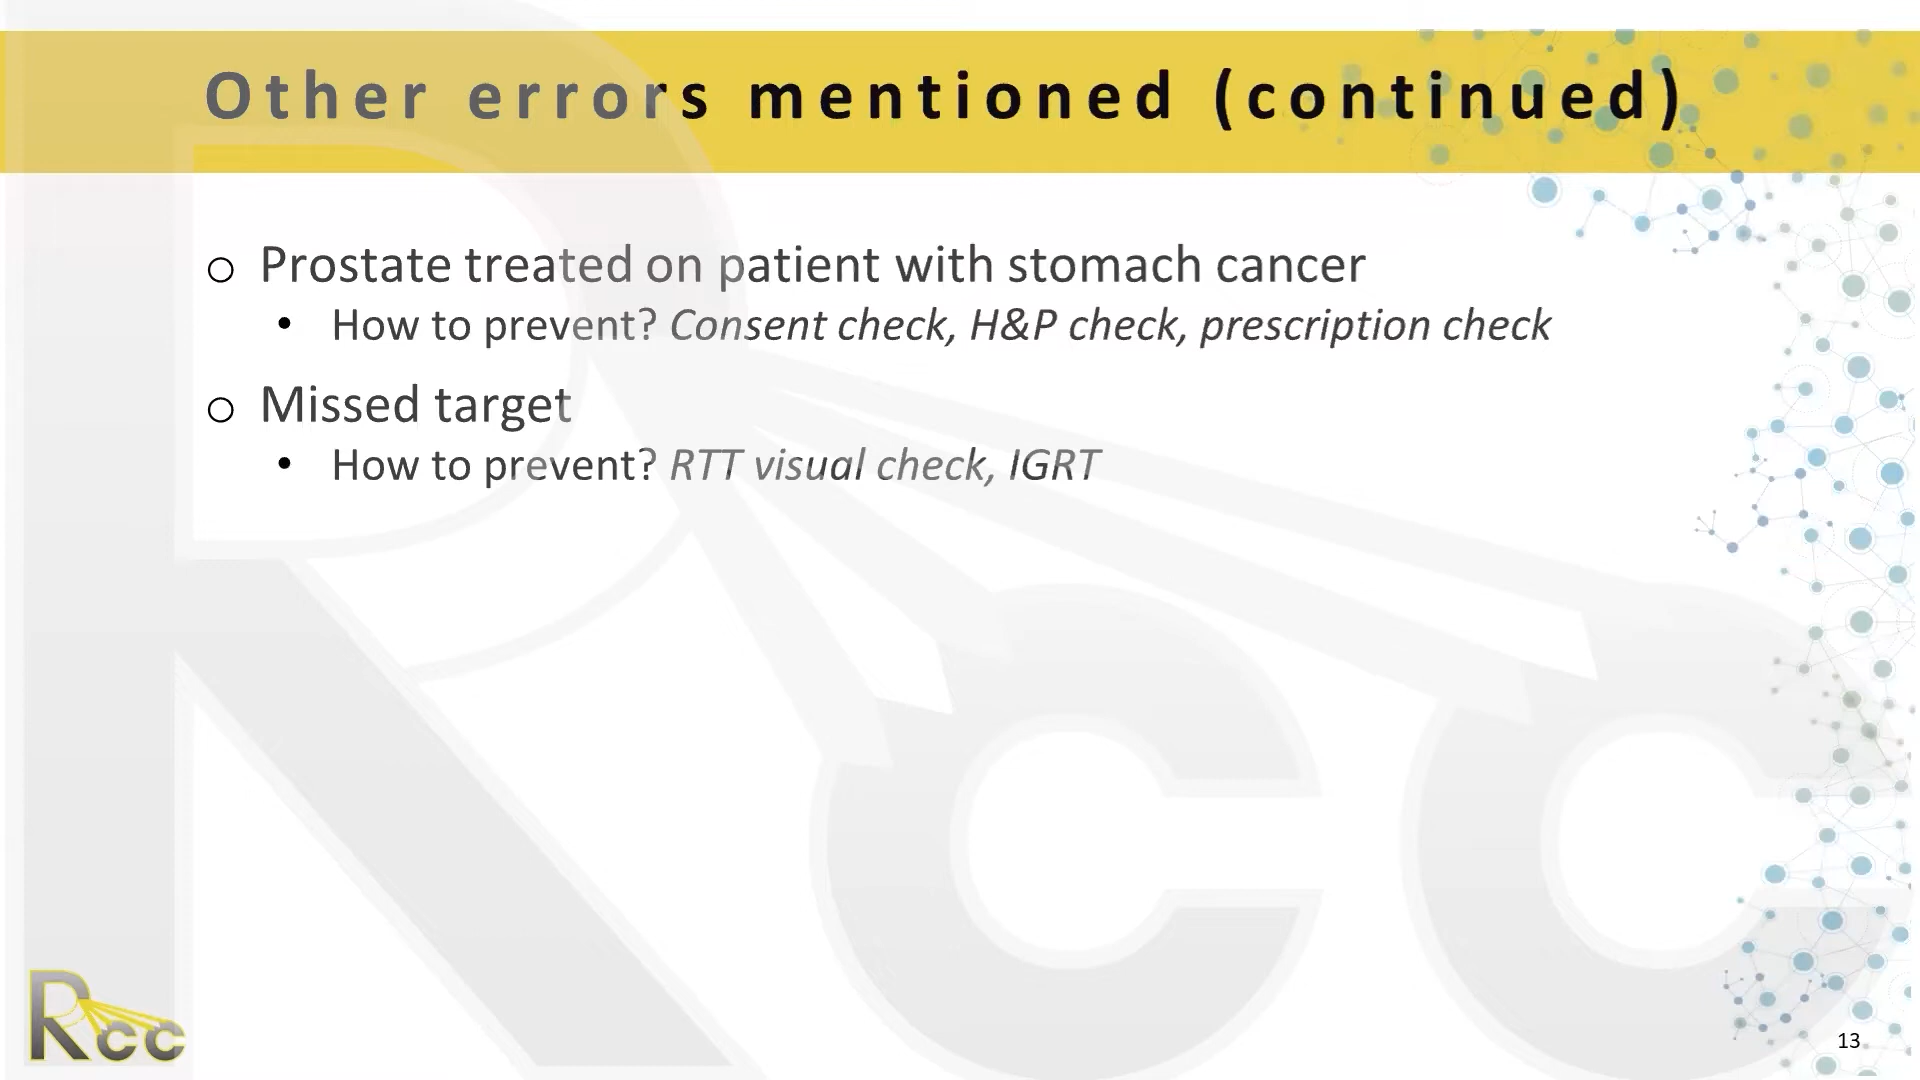 Other errors mentioned (continued)
o Prostate treated on patient with stomach cancer
• How to prevent? Consent check, H&P check, prescription check
o Missed target
• How to prevent? RTT visual check, IGRT
Rcc
13